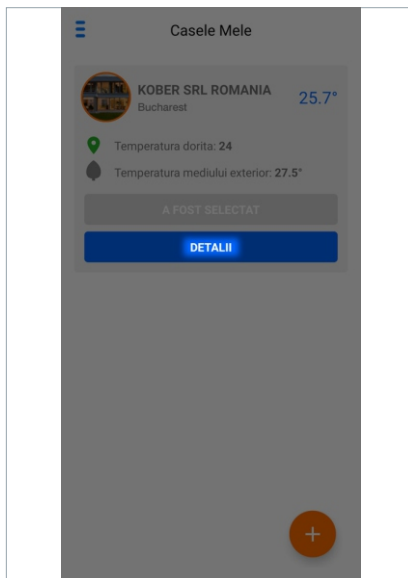 Casele Mele
KOBER SRL ROMANIA
Bucharest
25.7°
Temperatura dorita: 24
Temperatura mediului exterior: 27.5°
A FOST SELECTAT
DETALII
+